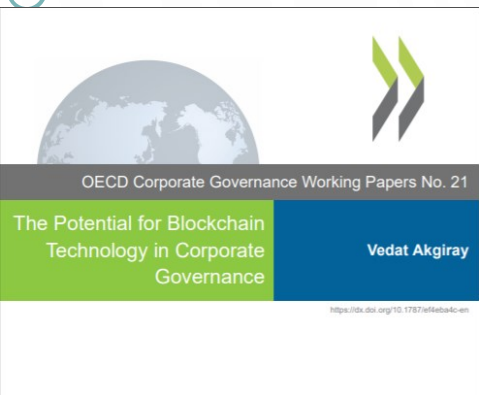 OECD Corporate Governance Working Papers No. 21
The Potential for Blockchain
Technology in Corporate
Governance
Vedat Akgiray
https://dx.doi.org/10.1787/ef4eba4c-en